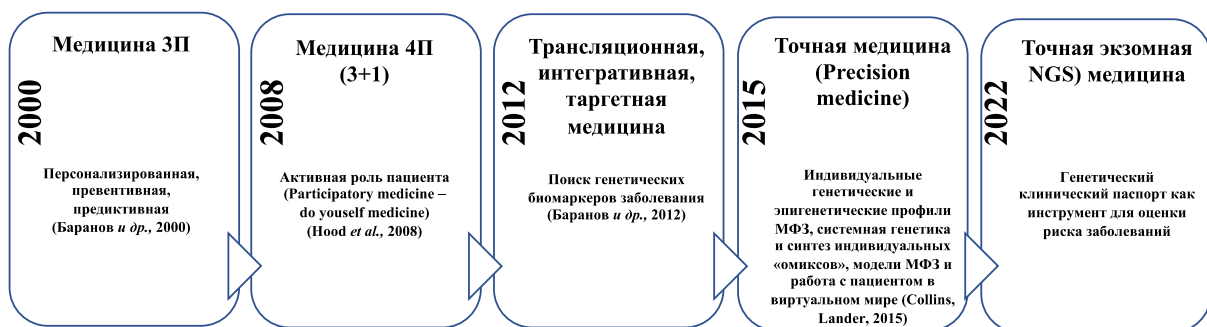 Медицина 3П
2000
Персонализированная,
превентивная,
предиктивная
(Баранов и др., 2000)
Медицина 4П
(3+1)
2008
Активная роль пациента
(Participatory medicine –
do youself medicine)
(Hood et al., 2008)
Трансляционная,
интегративная,
таргетная
медицина
2012
Поиск генетических
биомаркеров заболевания
(Баранов и др., 2012)
Точная медицина
(Precision
medicine)
2015
Индивидуальные
генетические и
эпигенетические профили
МФЗ, системная генетика
и синтез индивидуальных
«омиксов», модели МФЗ и
работа с пациентом в
виртуальном мире (Collins,
Lander, 2015)
Точная экзомная
NGS) медицина
2022
Генетический
клинический паспорт как
инструмент для оценки
риска заболеваний